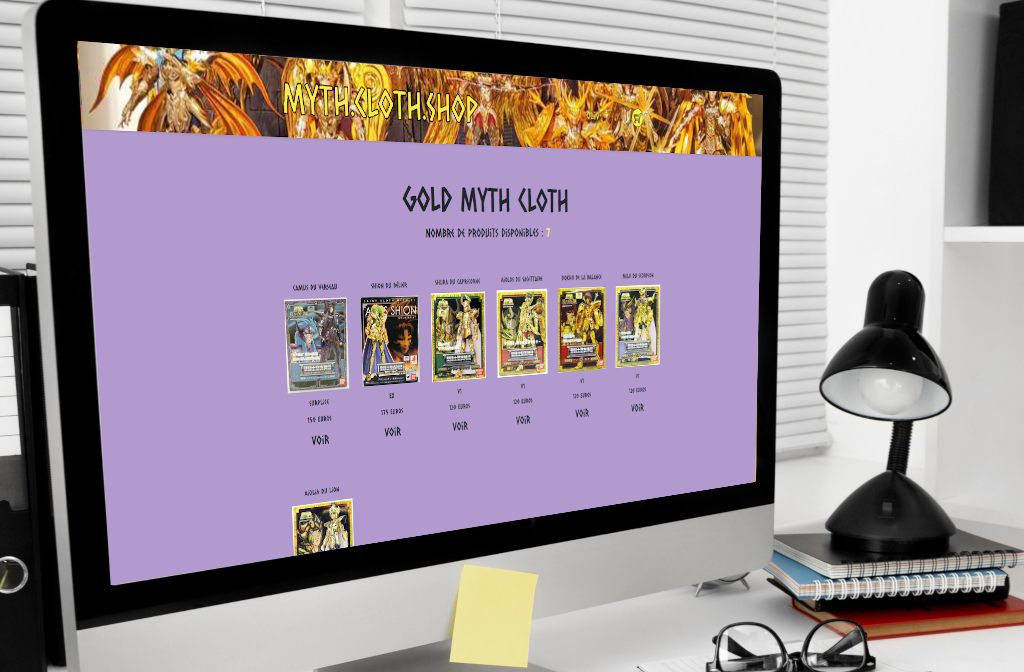 MYTH.CLOTH.SHOP
GOLD MYTH CLOTH
NOMBRE DE PRODUITS DISPONIBLES : 7
CAMUS DU VERSEAU
SHION DU BÉLIER
SHURA DU CAPRICORNE
AIOLOS DU SAGITTAIRE
DOHKO DE LA BALANCE
MILO DU SCORPION
SURPLICE
EX
V1
V1
V1
V1
150 EUROS
175 EUROS
120 EUROS
120 EUROS
120 EUROS
120 EUROS
VOIR
VOIR
VOIR
VOIR
VOIR
VOIR
AIOLIA DU LION